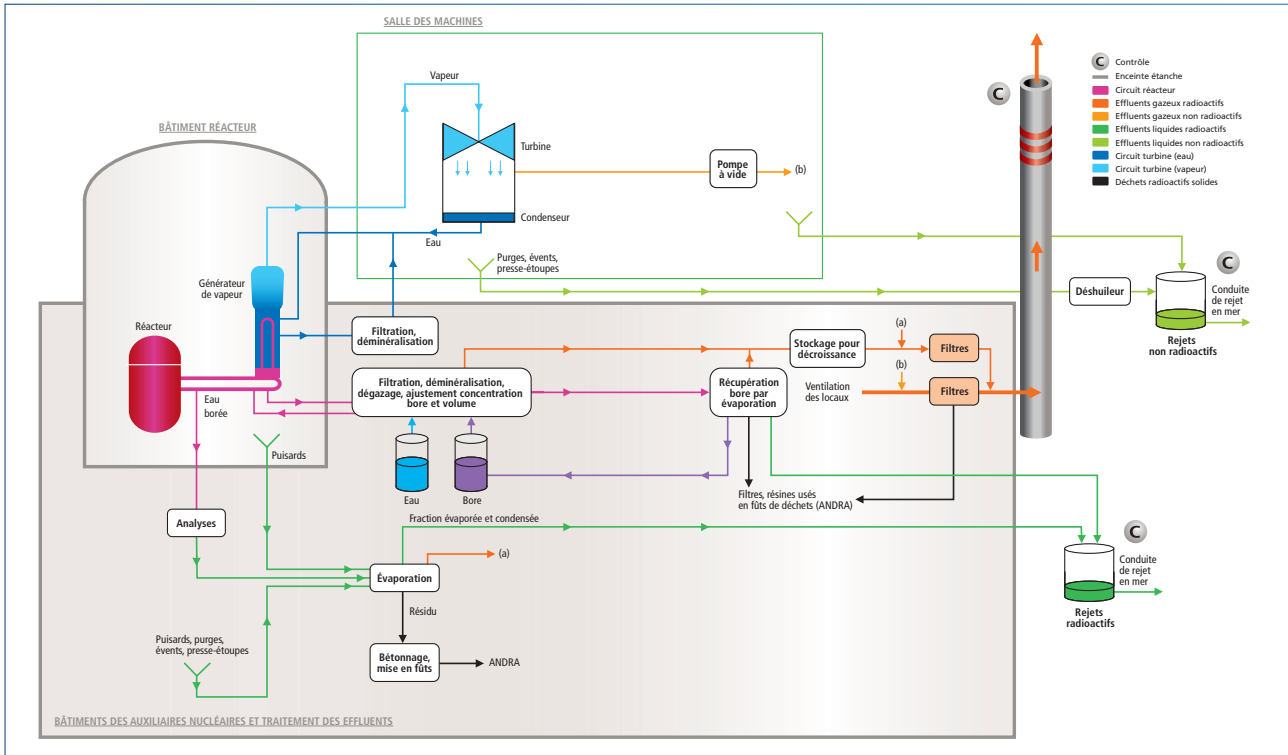 SALLE DES MACHINES
Vapeur
C
C
Contrôle
Enceinte étanche
Circuit réacteur
Effluents gazeux radioactifs
Effluents gazeux non radioactifs
Effluents liquides radioactifs
Effluents liquides non radioactifs
Circuit turbine (eau)
Circuit turbine (vapeur)
Déchets radioactifs solides
BÂTIMENT RÉACTEUR
Turbine
Pompe
à vide
(b)
Condenseur
Eau
Purges, évents,
presse-étoupes
Générateur
de vapeur
Déshuileur
C
Conduite
de rejet
en mer
Rejets
non radioactifs
Réacteur
Filtration,
déminéralisation
Stockage pour
décroissance
(a)
Filtres
Filtration, déminéralisation,
dégazage, ajustement concentration
bore et volume
Récupération
bore par
évaporation
(b)
Ventilation
des locaux
Filtres
Eau
borée
Puisards
Eau
Bore
Filtres, résines usés
en fûts de déchets (ANDRA)
Analyses
Fraction évaporée et condensée
C
(a)
Conduite
de rejet
en mer
Évaporation
Rejets
radioactifs
Résidu
Puisards, purges,
évents, presse-étoupes
Bétonnage,
mise en fûts
ANDRA
BÂTIMENTS DES AUXILIAIRES NUCLÉAIRES ET TRAITEMENT DES EFFLUENTS